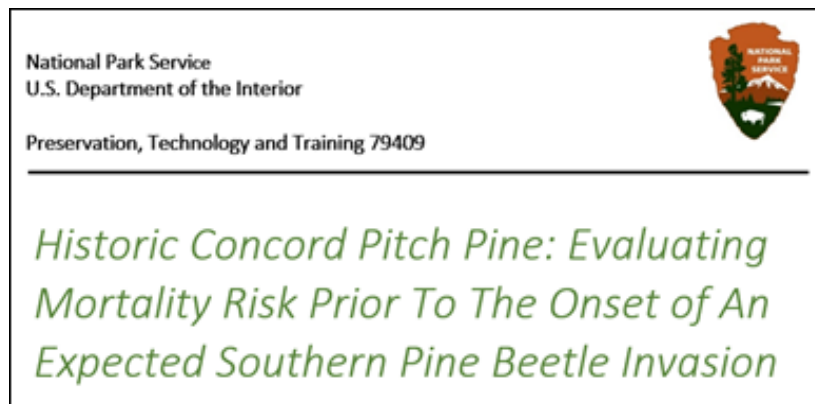 National Park Service
U.S. Department of the Interior
NATIONAL
PARK
SERVICE
Preservation, Technology and Training 79409
Historic Concord Pitch Pine: Evaluating
Mortality Risk Prior To The Onset of An
Expected Southern Pine Beetle Invasion